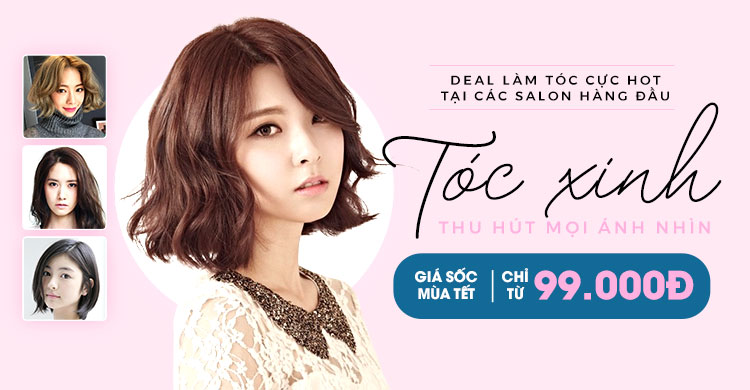 DEAL LÀM TÓC CỰC HOT
TẠI CÁC SALON HÀNG ĐẦU
Tóc xinh
THU HÚT MỌI ÁNH NHÌN
GIÁ SỐC
MÙA TẾT
CHỈ
TỪ
99.000Đ